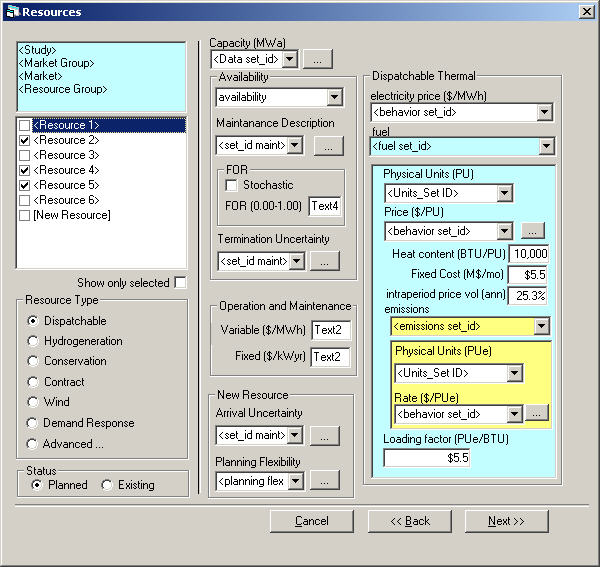 Resources
<Study>
<Market Group>
<Market>
<Resource Group>
<Resource 1>
<Resource 2>
<Resource 3>
<Resource 4>
<Resource 5>
<Resource 6>
[New Resource]
Show only selected
Resource Type
Dispatchable
Hydrogeneration
Conservation
Contract
Wind
Demand Response
Advanced ...
Status
Planned Existing
Capacity (MWa)
<Data set_id> ...
Availability
availability
Maintanance Description
<set_id maint> ...
FOR
Stochastic
FOR (0.00-1.00) Text4
Termination Uncertainty
<set_id maint> ...
Operation and Maintenance
Variable ($/MWh) Text2
Fixed ($/kWyr) Text2
New Resource
Arrival Uncertainty
<set_id maint> ...
Planning Flexibility
<planning flex ...
Dispatchable Thermal
electricity price ($/MWh)
<behavior set_id>
fuel
<fuel set_id>
Physical Units (PU)
<Units_Set ID>
Price ($/PU)
<behavior set_id> ...
Heat content (BTU/PU) 10,000
Fixed Cost (M$/mo) $5.5
intraperiod price vol (ann) 25.3%
emissions
<emissions set_id>
Physical Units (PUe)
<Units_Set ID>
Rate ($/PUe)
<behavior set_id> ...
Loading factor (PUe/BTU)
$5.5
Cancel << Back Next >>